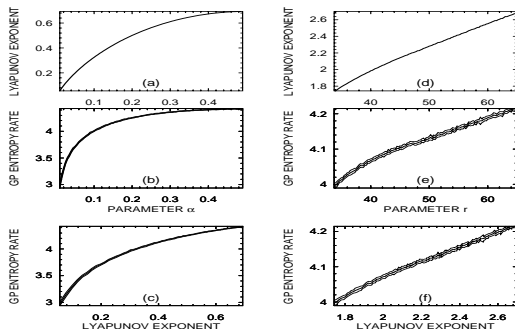 LYAPUNOV EXPONENT
0.6
0.4
0.2
(a)
0.1 0.2 0.3 0.4
GP ENTROPY RATE
4
3.5
3
(b)
0.1 0.2 0.3 0.4
PARAMETER α
GP ENTROPY RATE
4
3.5
3
(c)
0.2 0.4 0.6
LYAPUNOV EXPONENT
LYAPUNOV EXPONENT
2.6
2.4
2.2
2
1.8
(d)
40 50 60
GP ENTROPY RATE
4.2
4.1
4
(e)
40 50 60
PARAMETER r
GP ENTROPY RATE
4.2
4.1
4
(f)
1.8 2 2.2 2.4 2.6
LYAPUNOV EXPONENT